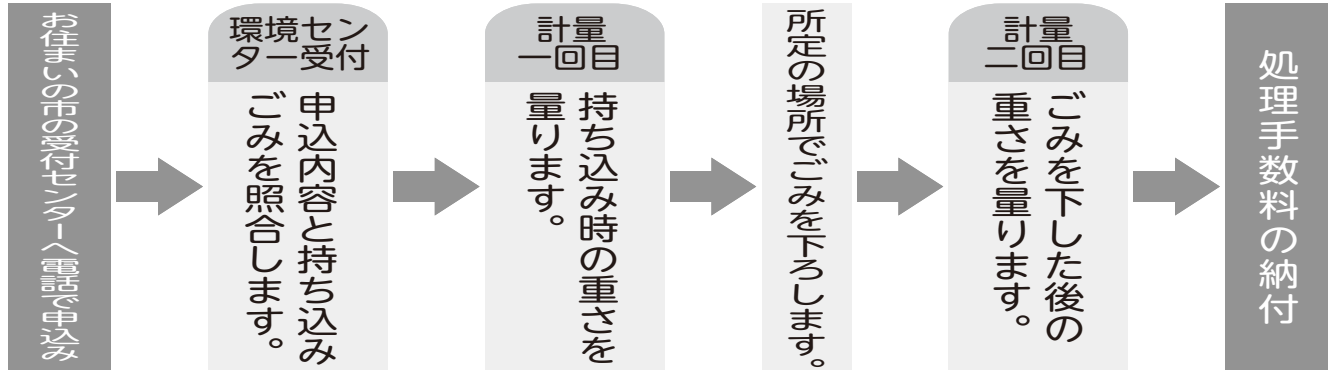 お住まいの市の受付センターへ電話で申込み
環境セン
ター受付
申込内容と持ち込み
ごみを照合します。
計量
一回目
持ち込み時の重さを
量ります。
所定の場所でごみを下ろします。
計量
二回目
ごみを下した後の
重さを量ります。
処理手数料の納付